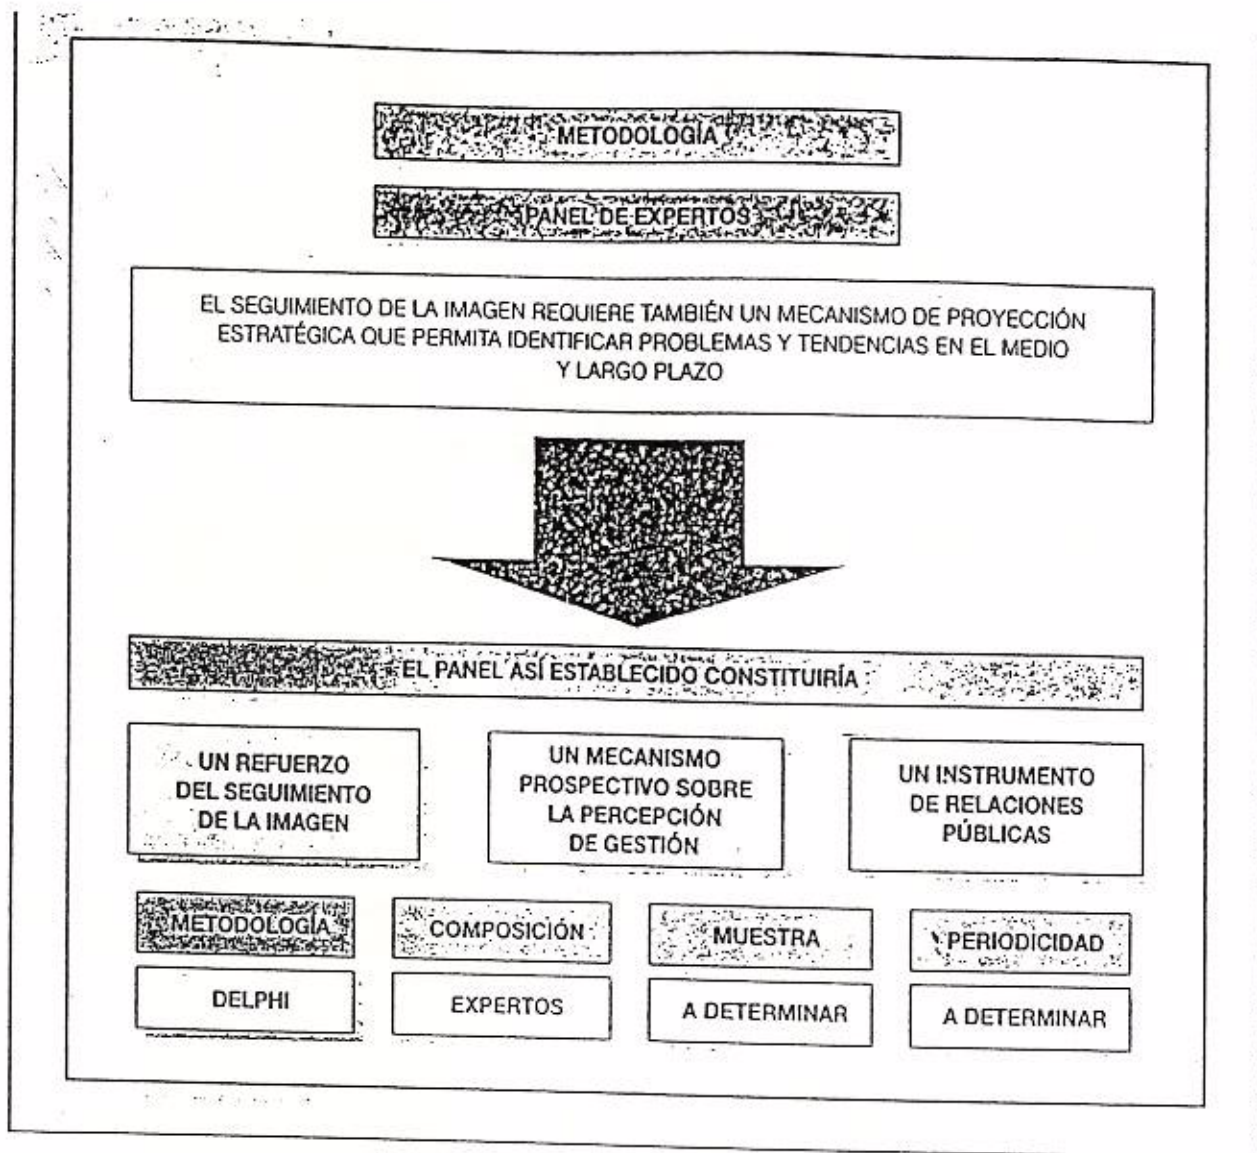 METODOLOGÍA
PANEL DE EXPERTOS
EL SEGUIMIENTO DE LA IMAGEN REQUIERE TAMBIÉN UN MECANISMO DE PROYECCIÓN
ESTRATÉGICA QUE PERMITA IDENTIFICAR PROBLEMAS Y TENDENCIAS EN EL MEDIO
Y LARGO PLAZO
EL PANEL ASÍ ESTABLECIDO CONSTITUIRÍA
UN REFUERZO
DEL SEGUIMIENTO
DE LA IMAGEN
UN MECANISMO
PROSPECTIVO SOBRE
LA PERCEPCIÓN
DE GESTIÓN
UN INSTRUMENTO
DE RELACIONES
PÚBLICAS
METODOLOGÍA
COMPOSICIÓN
MUESTRA
PERIODICIDAD
DELPHI
EXPERTOS
A DETERMINAR
A DETERMINAR